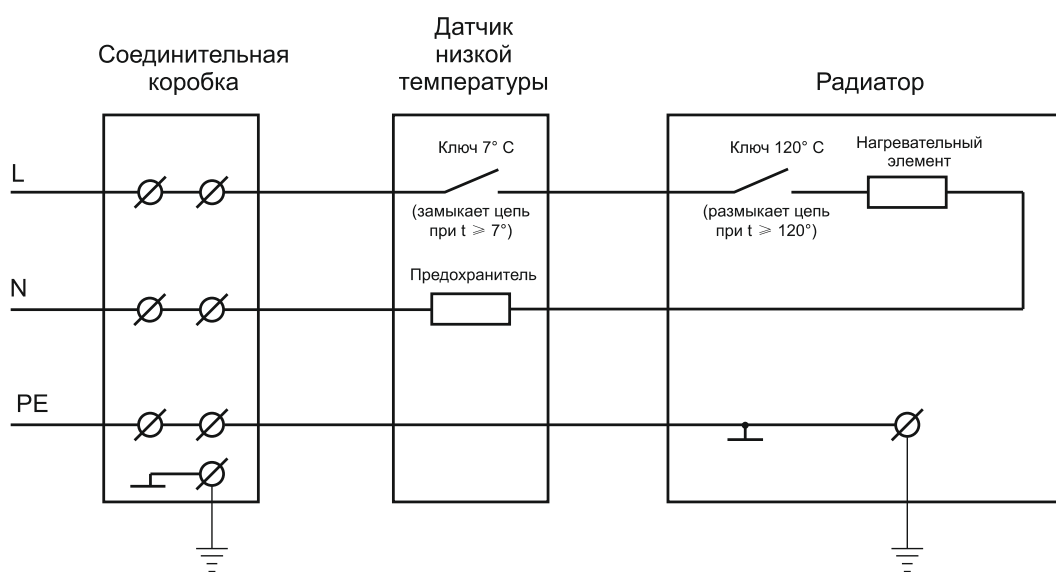 Соединительная
коробка
Датчик
низкой
температуры
Радиатор
L
Ключ 7° C
(замыкает цепь
при t ⩾ 7°)
Ключ 120° C
(размыкает цепь
при t ⩾ 120°)
Нагревательный
элемент
N
Предохранитель
PE